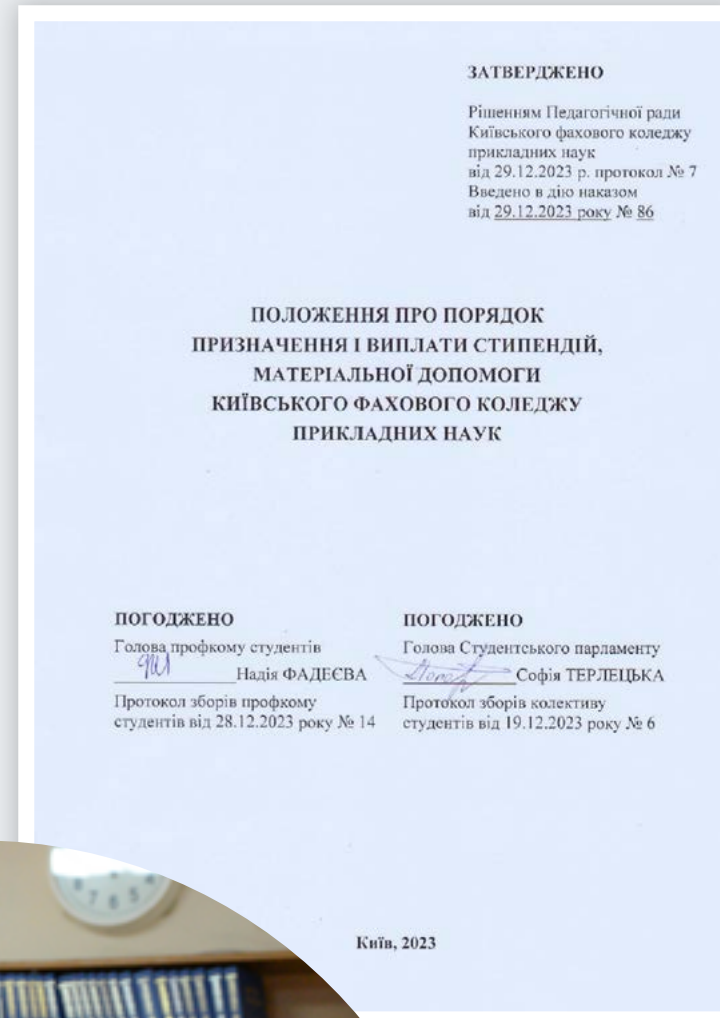 ЗАТВЕРДЖЕНО
Рішенням Педагогічної ради
Київського фахового коледжу
прикладних наук
від 29.12.2023 р. протокол № 7
Введено в дію наказом
від 29.12.2023 року № 86
ПОЛОЖЕННЯ ПРО ПОРЯДОК
ПРИЗНАЧЕННЯ І ВИПЛАТИ СТИПЕНДІЙ,
МАТЕРІАЛЬНОЇ ДОПОМОГИ
КИЇВСЬКОГО ФАХОВОГО КОЛЕДЖУ
ПРИКЛАДНИХ НАУК
ПОГОДЖЕНО
Голова профкому студентів
Надія ФАДЕЄВА
Протокол зборів профкому
студентів від 28.12.2023 року № 14
ПОГОДЖЕНО
Голова Студентського парламенту
Софія ТЕРЛЕЦЬКА
Протокол зборів колективу
студентів від 19.12.2023 року № 6
7 6 5
Київ, 2023